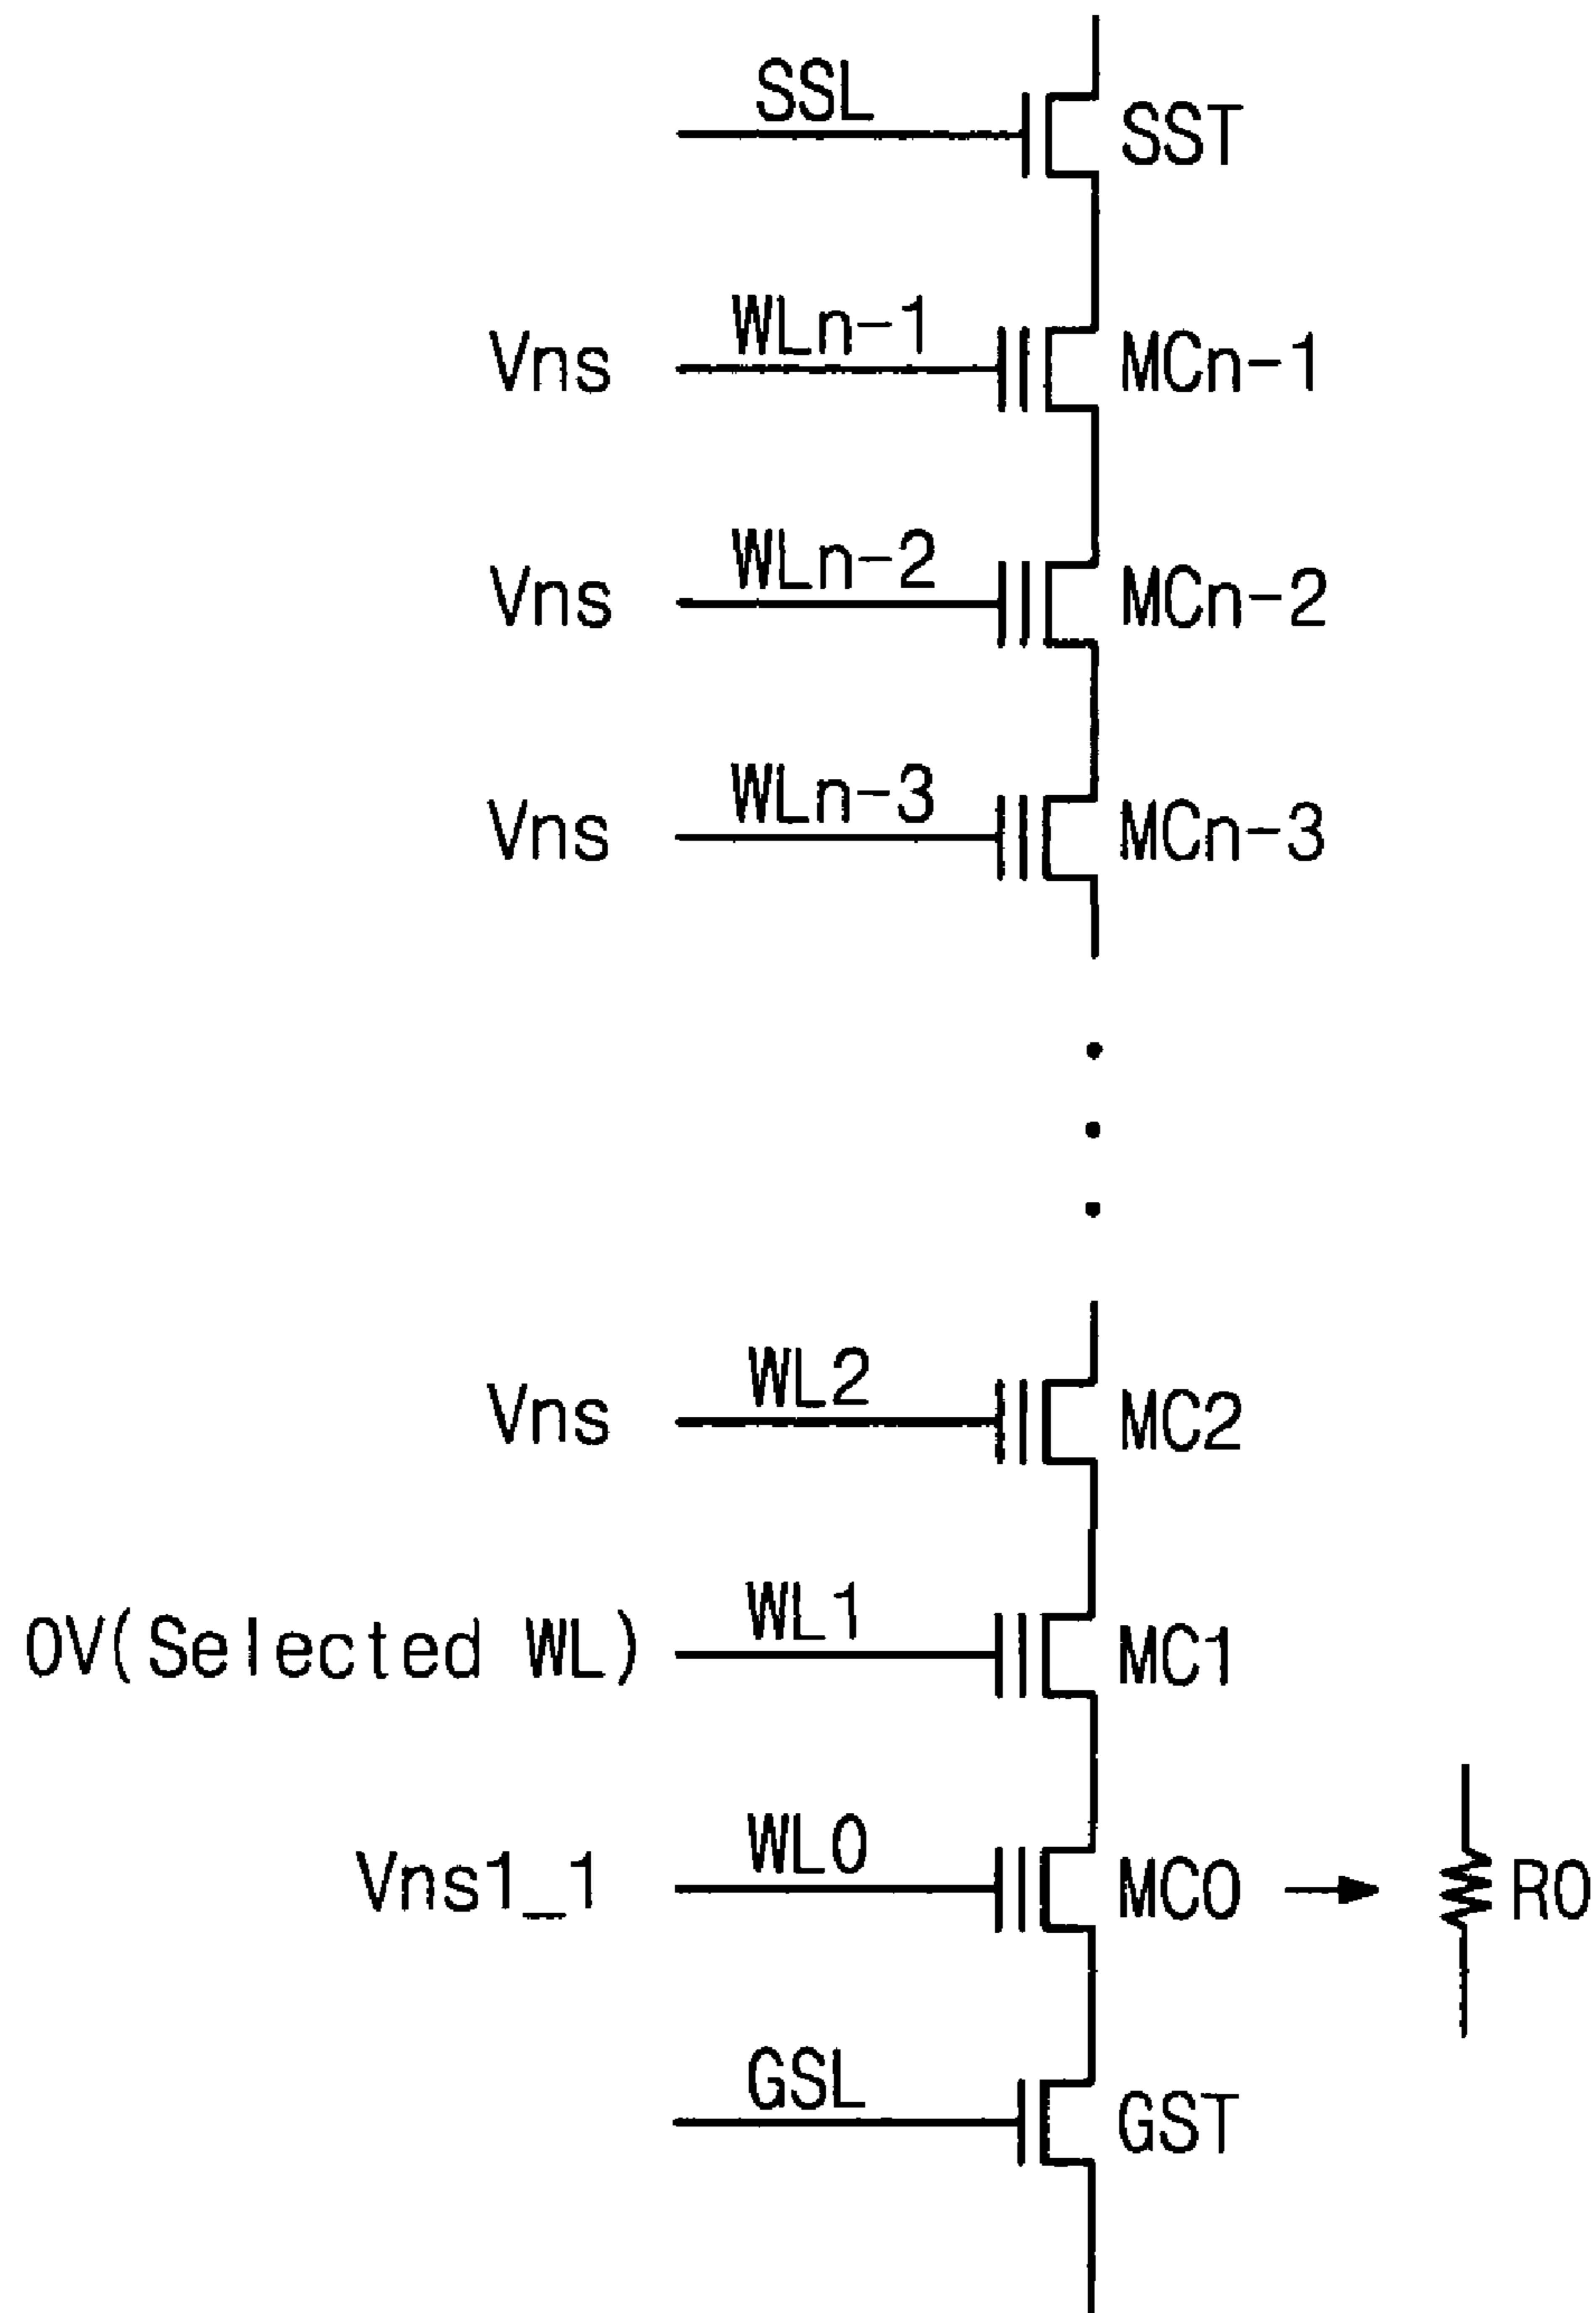 SSL
SST
WLn-1
Vns
MCn-1
WLn-2
Vns
MCn-2
WLn-3
Vns
MCn-3
WL2
Vns
MC2
WL1
0V(Selected WL)
MC1
WL0
Vns1_1
MC0
R0
GSL
GST